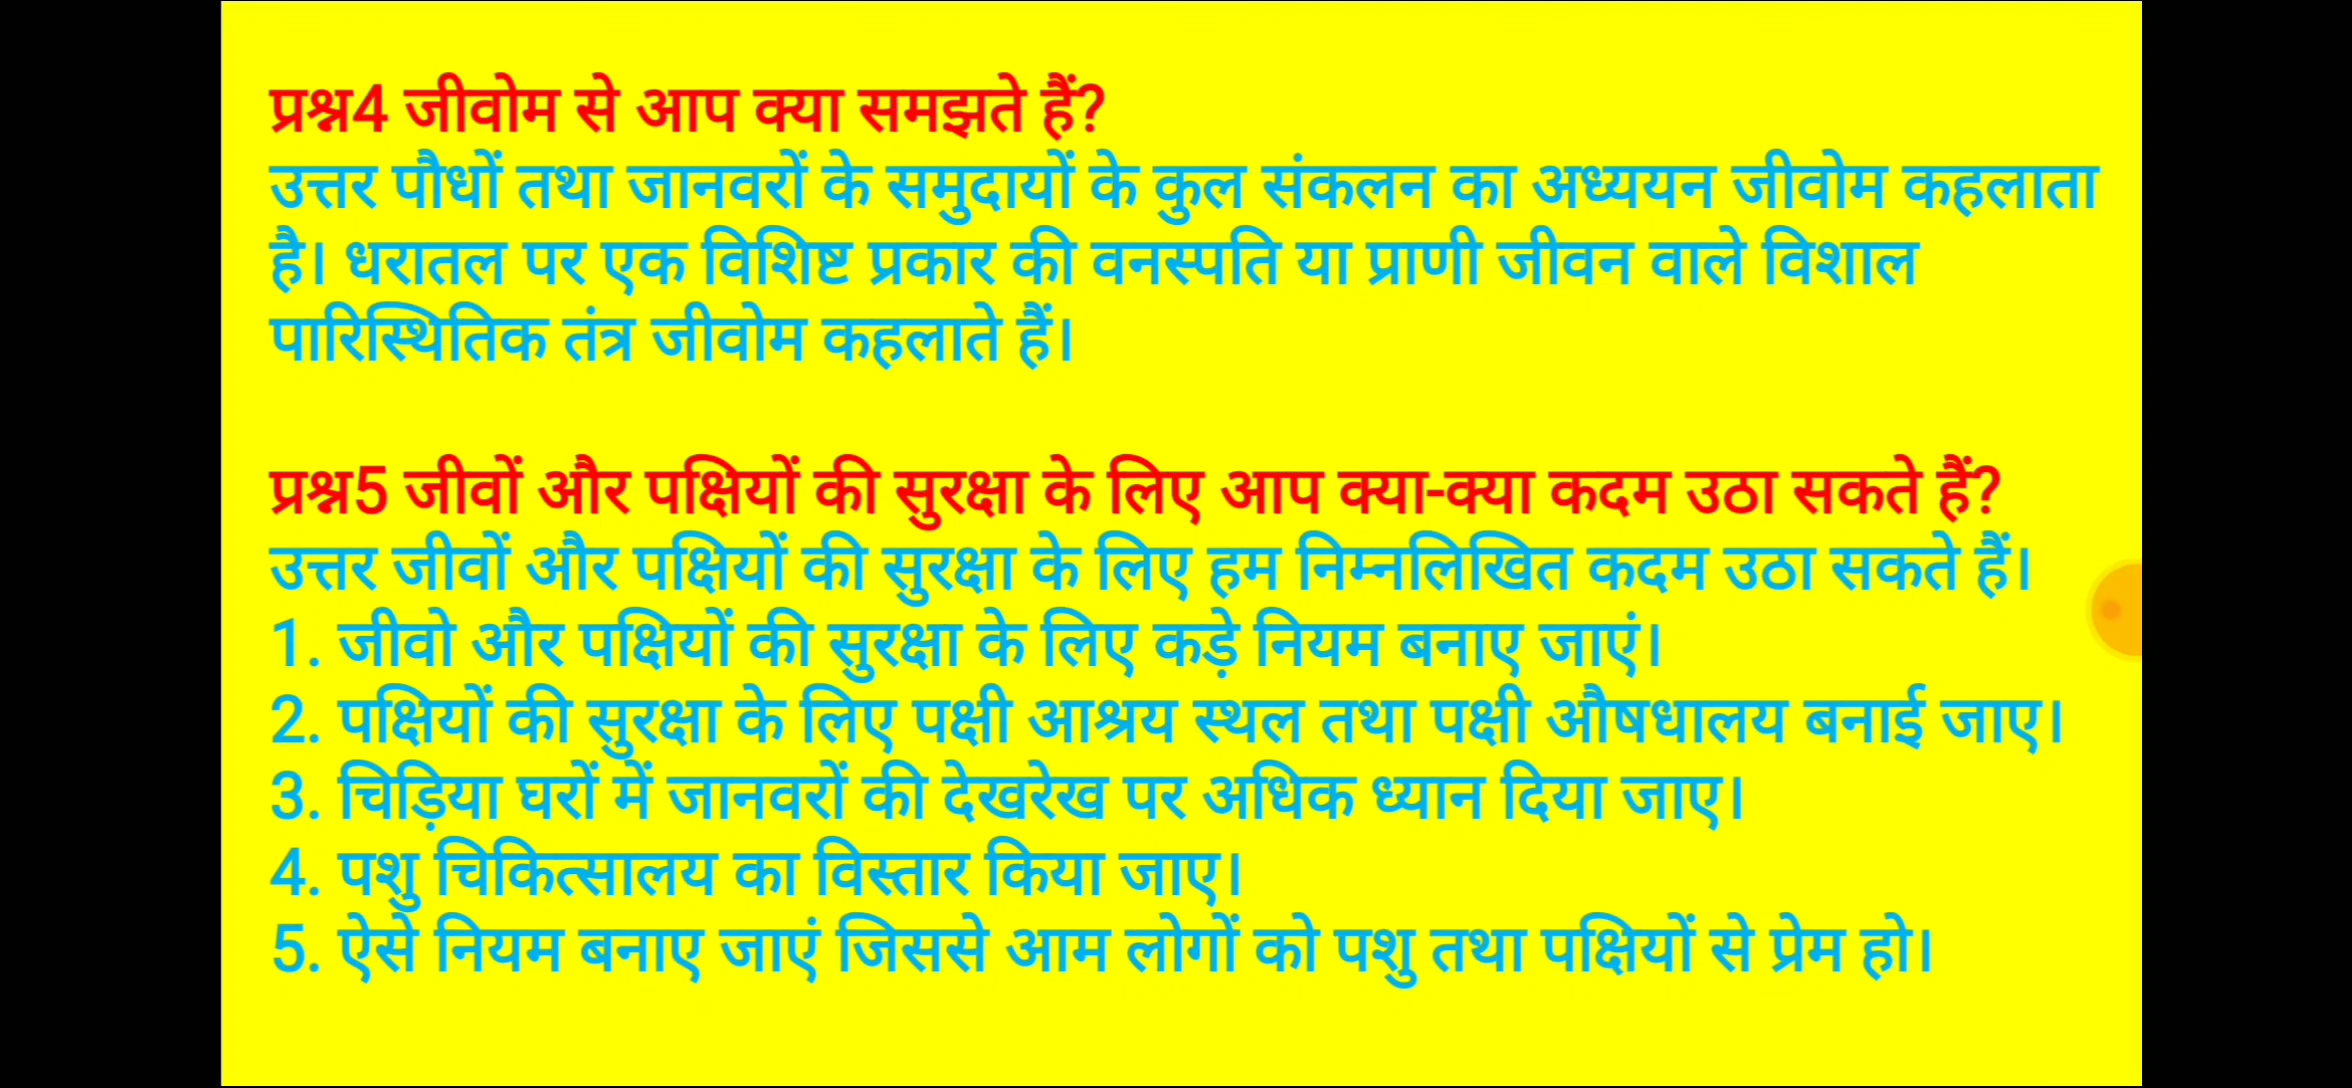 प्रश्न4 जीवोम से आप क्या समझते हैं?
उत्तर पौधों तथा जानवरों के समुदायों के कुल संकलन का अध्ययन जीवोम कहलाता
है। धरातल पर एक विशिष्ट प्रकार की वनस्पति या प्राणी जीवन वाले विशाल
पारिस्थितिक तंत्र जीवोम कहलाते हैं।
प्रश्न5 जीवों और पक्षियों की सुरक्षा के लिए आप क्या-क्या कदम उठा सकते हैं?
उत्तर जीवों और पक्षियों की सुरक्षा के लिए हम निम्नलिखित कदम उठा सकते हैं।
1. जीवो और पक्षियों की सुरक्षा के लिए कड़े नियम बनाए जाएं।
2. पक्षियों की सुरक्षा के लिए पक्षी आश्रय स्थल तथा पक्षी औषधालय बनाई जाए।
3. चिड़िया घरों में जानवरों की देखरेख पर अधिक ध्यान दिया जाए।
4. पशु चिकित्सालय का विस्तार किया जाए।
5. ऐसे नियम बनाए जाएं जिससे आम लोगों को पशु तथा पक्षियों से प्रेम हो।